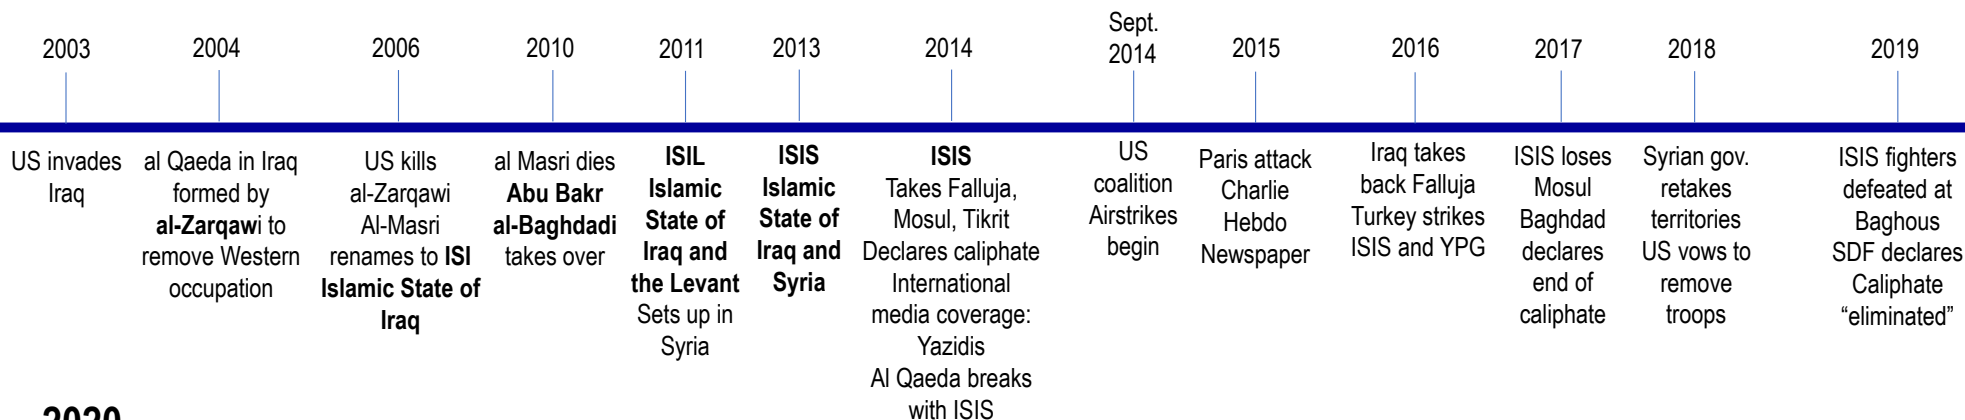 2003
US invades
Iraq
2004
al Qaeda in Iraq
formed by
al-Zarqawi to
remove Western
occupation
2006
US kills
al-Zarqawi
Al-Masri
renames to ISI
Islamic State of
Iraq
2010
al Masri dies
Abu Bakr
al-Baghdadi
takes over
2011
ISIL
Islamic
State of
Iraq and
the Levant
Sets up in
Syria
2013
ISIS
Islamic
State of
Iraq and
Syria
2014
ISIS
Takes Falluja,
Mosul, Tikrit
Declares caliphate
International
media coverage:
Yazidis
Al Qaeda breaks
with ISIS
Sept.
2014
US
coalition
Airstrikes
begin
2015
Paris attack
Charlie
Hebdo
Newspaper
2016
Iraq takes
back Falluja
Turkey strikes
ISIS and YPG
2017
ISIS loses
Mosul
Baghdad
declares
end of
caliphate
2018
Syrian gov.
retakes
territories
US vows to
remove
troops
2019
ISIS fighters
defeated at
Baghous
SDF declares
Caliphate
“eliminated”
2020